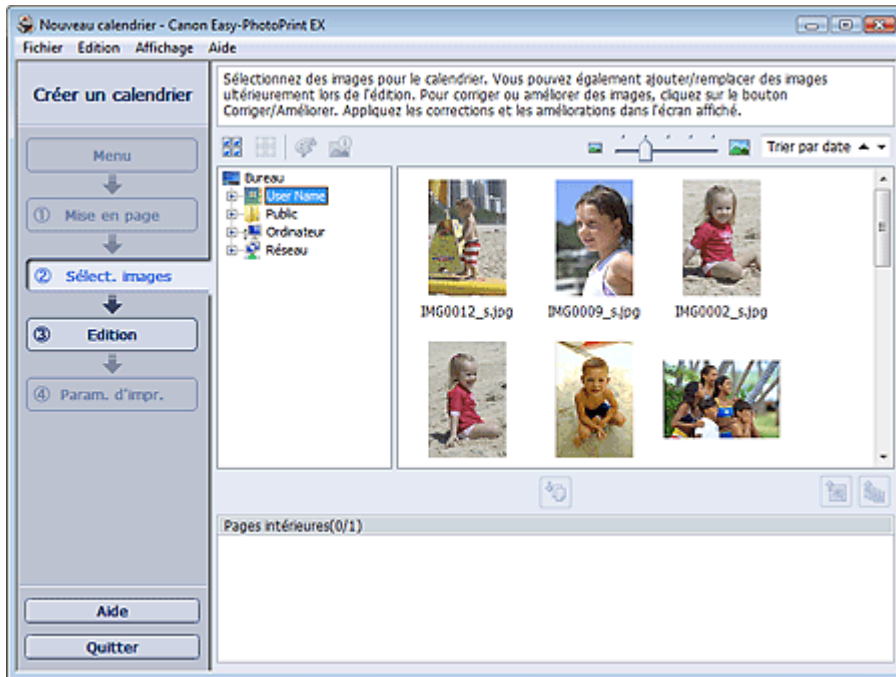 Nouveau calendrier - Canon Easy-PhotoPrint EX
Fichier Edition Affichage Aide
Créer un calendrier
Menu
① Mise en page
② Sélect. images
③ Edition
④ Param. d'impr.
Aide
Quitter
Sélectionnez des images pour le calendrier. Vous pouvez également ajouter/remplacer des images
ultérieurement lors de l'édition. Pour corriger ou améliorer des images, cliquez sur le bouton
Corriger/Améliorer. Appliquez les corrections et les améliorations dans l'écran affiché.
Trier par date
Bureau
User Name
Public
Ordinateur
Réseau
IMG0012_s.jpg IMG0009_s.jpg IMG0002_s.jpg
Pages intérieures(0/1)